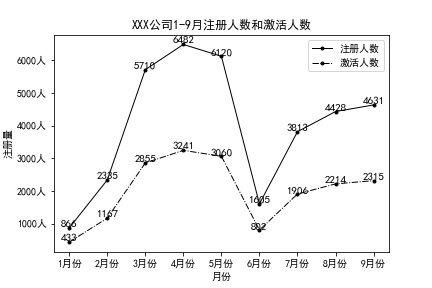 XXX公司1-9月注册人数和激活人数
注册人数
激活人数
注册量
6000人
5000人
4000人
3000人
2000人
1000人
866
2335
5710
6482
6120
1605
3813
4428
4631
433
1167
2855
3241
3060
802
1906
2214
2315
1月份 2月份 3月份 4月份 5月份 6月份 7月份 8月份 9月份
月份